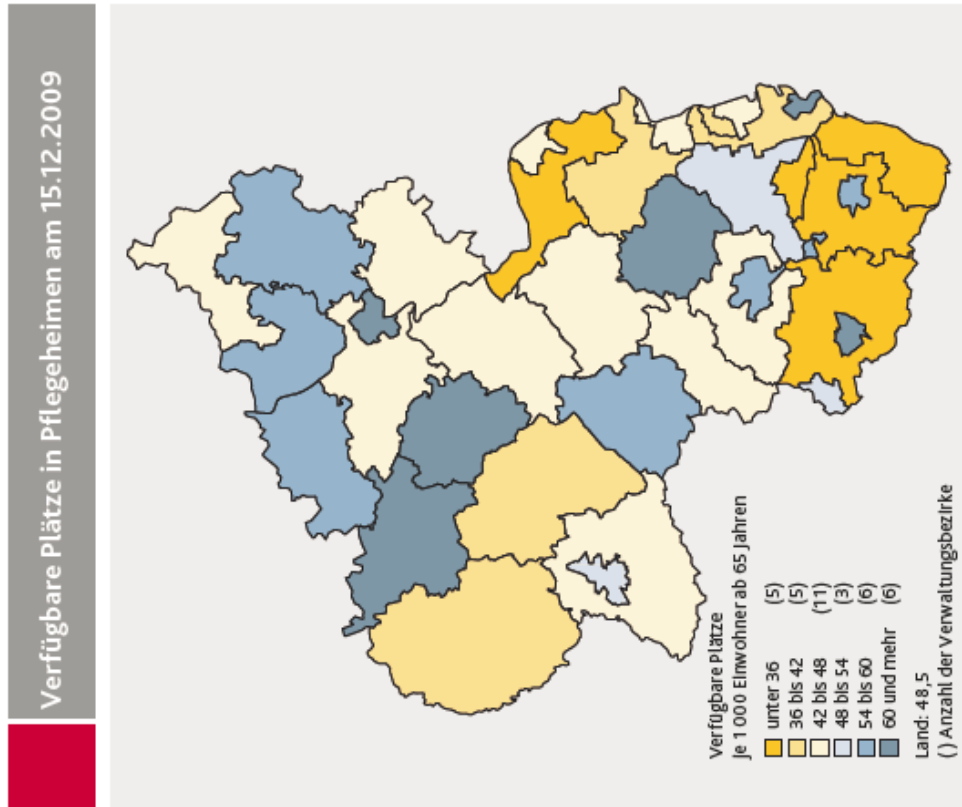 Verfügbare Plätze in Pflegeheimen am 15.12.2009
Verfügbare Plätze
je 1 000 Einwohner ab 65 Jahren
unter 36 (5)
36 bis 42 (5)
42 bis 48 (11)
48 bis 54 (3)
54 bis 60 (6)
60 und mehr (6)
Land: 48,5
( ) Anzahl der Verwaltungsbezirke